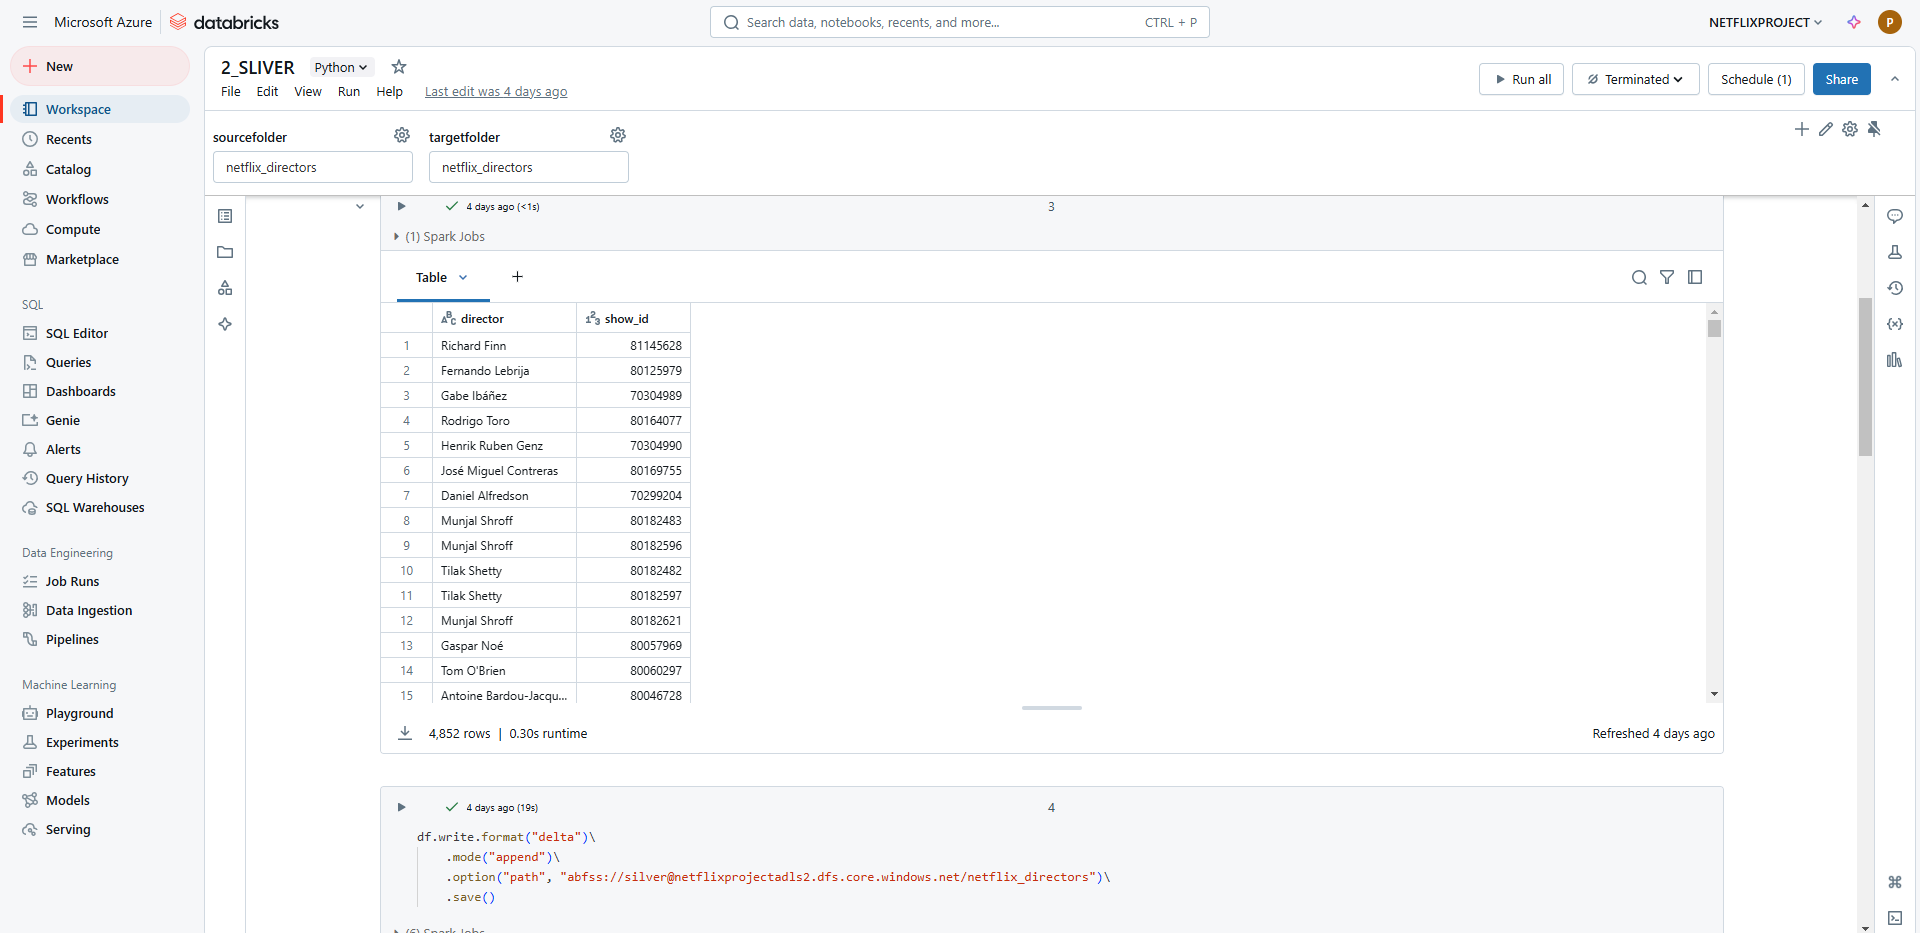 Microsoft Azure databricks
Search data, notebooks, recents, and more... CTRL + P
NETFLIXPROJECT P
New
Workspace
Recents
Catalog
Workflows
Compute
Marketplace
SQL
SQL Editor
Queries
Dashboards
Genie
Alerts
Query History
SQL Warehouses
Data Engineering
Job Runs
Data Ingestion
Pipelines
Machine Learning
Playground
Experiments
Features
Models
Serving
2_SLIVER Python
File Edit View Run Help Last edit was 4 days ago
Run all Terminated Schedule (1) Share
sourcefolder targetfolder
netflix_directors netflix_directors
4 days ago (<1s) 3
(1) Spark Jobs
Table +
director show_id
1 Richard Finn 81145628
2 Fernando Lebrija 80125979
3 Gabe Ibáñez 70304989
4 Rodrigo Toro 80164077
5 Henrik Ruben Genz 70304990
6 José Miguel Contreras 80169755
7 Daniel Alfredson 70299204
8 Munjal Shroff 80182483
9 Munjal Shroff 80182596
10 Tilak Shetty 80182482
11 Tilak Shetty 80182597
12 Munjal Shroff 80182621
13 Gaspar Noé 80057969
14 Tom O'Brien 80060297
15 Antoine Bardou-Jacqu... 80046728
4,852 rows | 0.30s runtime Refreshed 4 days ago
4 days ago (19s) 4
df.write.format("delta")\
.mode("append")\
.option("path", "abfss://silver@netflixprojectadls2.dfs.core.windows.net/netflix_directors")\
.save()
(6) Spark Jobs